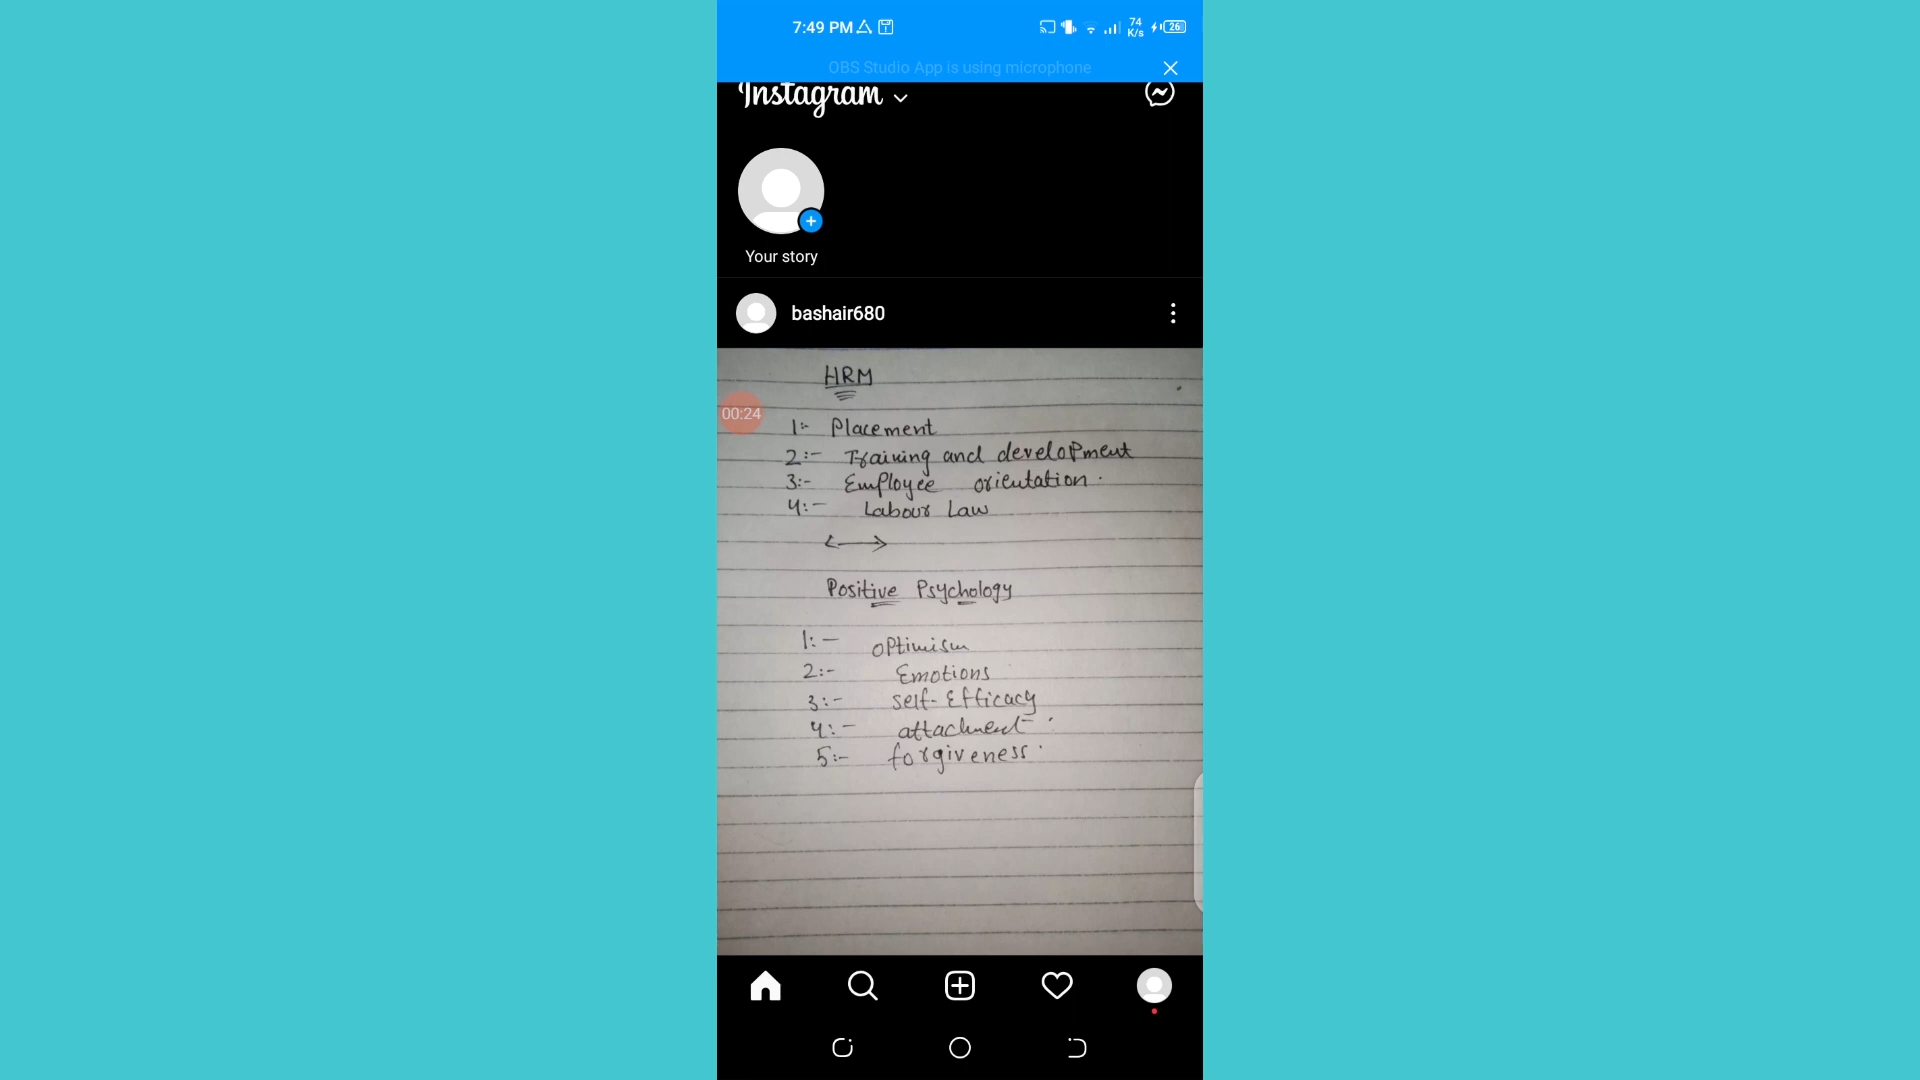 7:49 PM
74 K/s
26
OBS Studio App is using microphone
Instagram
Your story
bashair680
HRM
00:24
1:- Placement
2:- Training and development
3:- Employee orientation.
4:- Labour Law
Positive Psychology
1:- optimism
2:- Emotions
3:- self-Efficacy
4:- attachment.
5:- forgiveness.